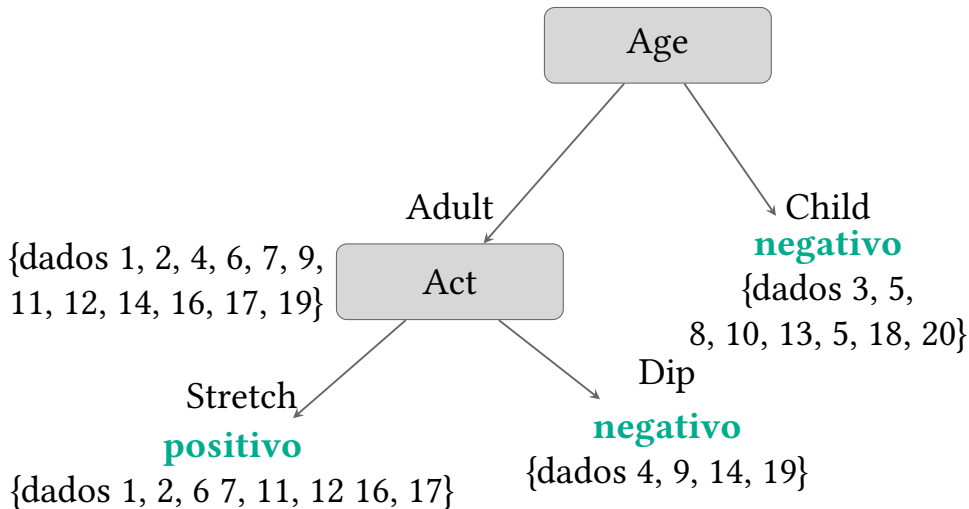 Age
Adult
Child
negativo
{dados 3, 5,
8, 10, 13, 5, 18, 20}
{dados 1, 2, 4, 6, 7, 9,
11, 12, 14, 16, 17, 19}
Act
Stretch
positivo
{dados 1, 2, 6 7, 11, 12 16, 17}
Dip
negativo
{dados 4, 9, 14, 19}